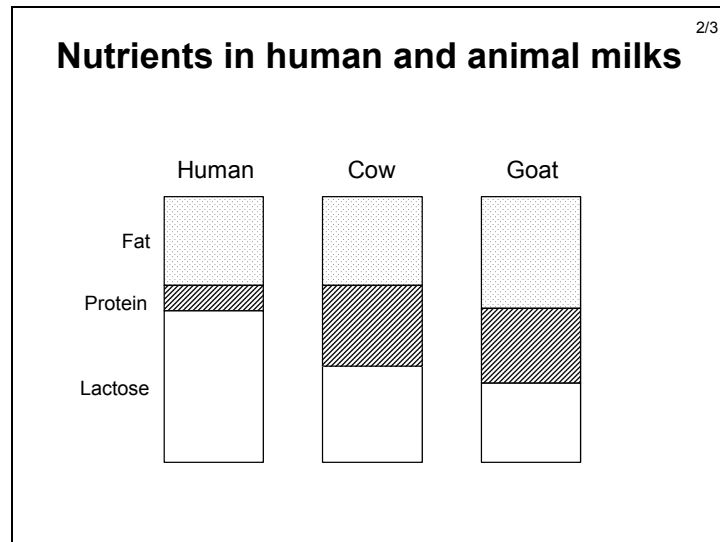 2/3
Nutrients in human and animal milks
Human Cow Goat
Fat
Protein
Lactose